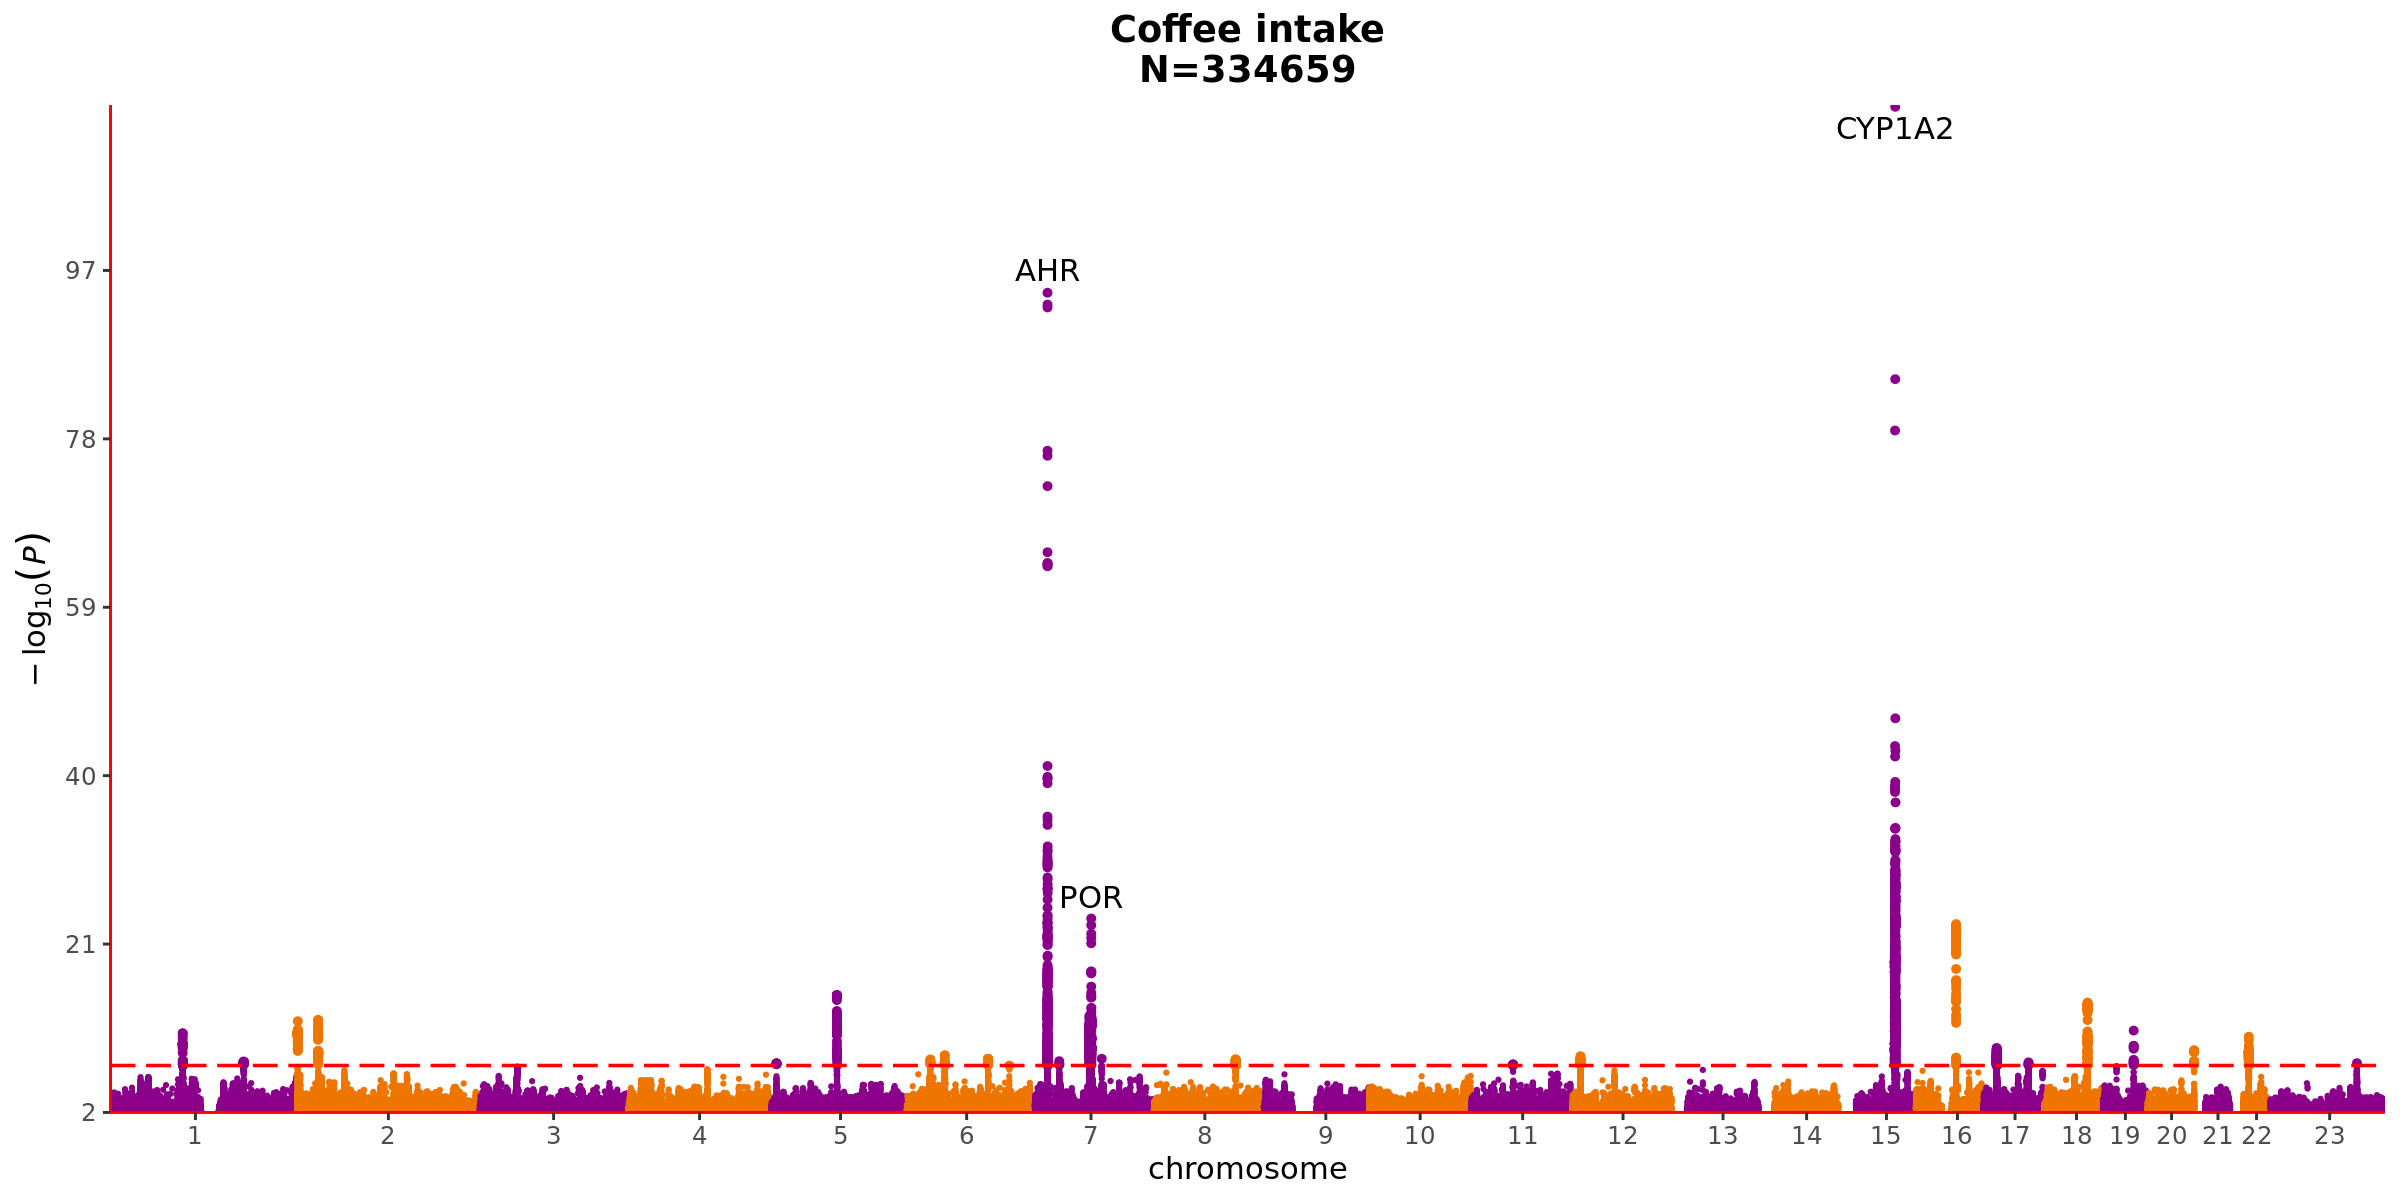 Coffee intake
N=334659
CYP1A2
AHR
POR
97
78
59
40
21
2
−log10(P)
1 2 3 4 5 6 7 8 9 10 11 12 13 14 15 16 17 18 19 20 21 22 23
chromosome